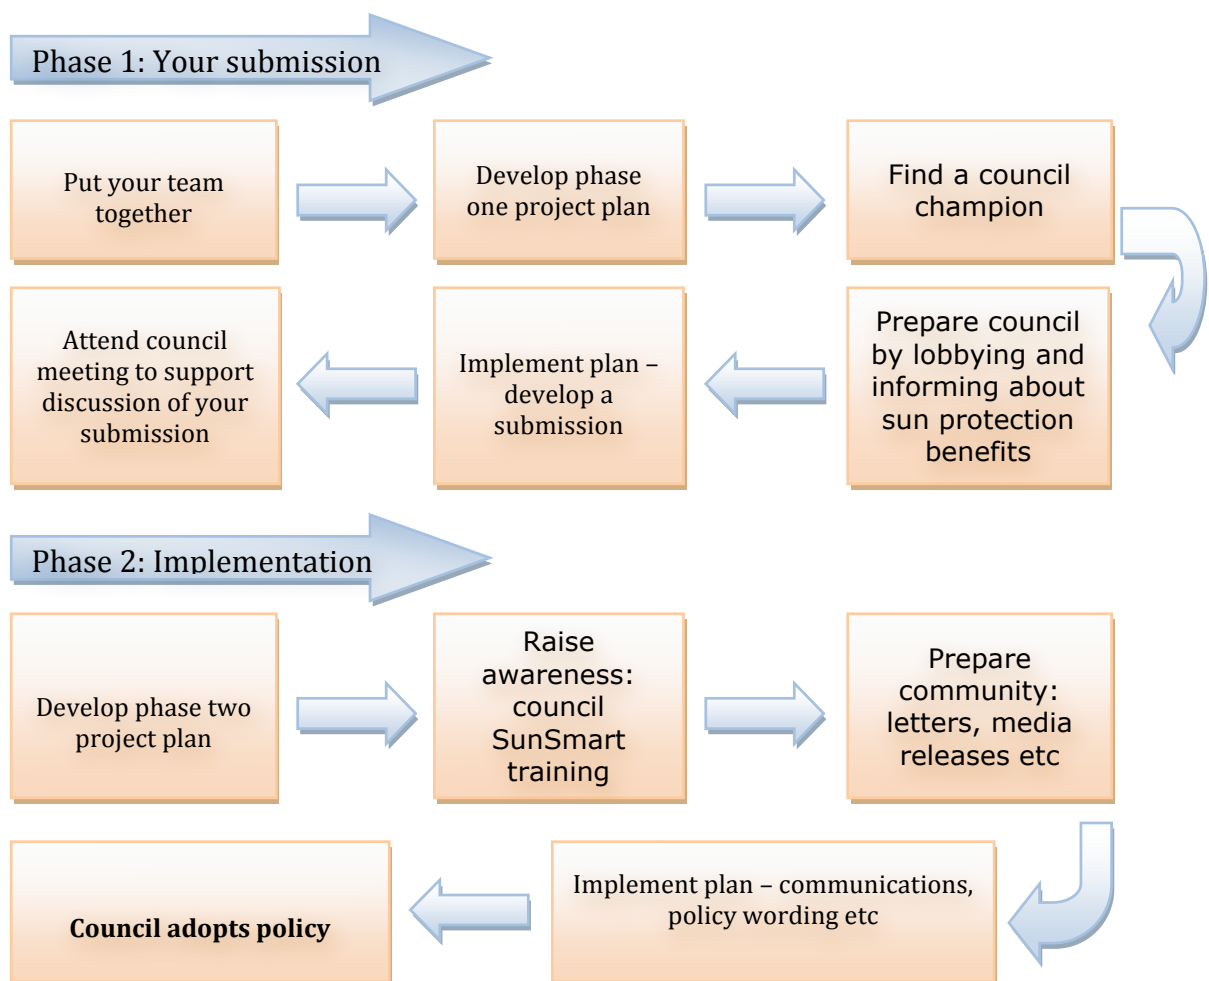 Phase 1: Your submission
Put your team
together
Develop phase
one project plan
Find a council
champion
Prepare council
by lobbying and
informing about
sun protection
benefits
Implement plan –
develop a
submission
Attend council
meeting to support
discussion of your
submission
Phase 2: Implementation
Develop phase two
project plan
Raise
awareness:
council
SunSmart
training
Prepare
community:
letters, media
releases etc
Implement plan – communications,
policy wording etc
Council adopts policy